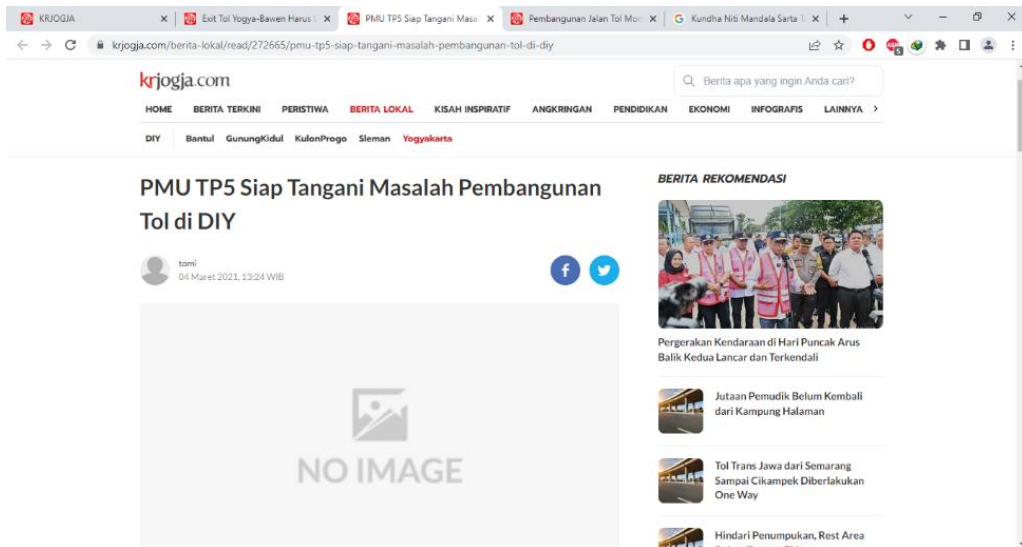 KRJOGJA
Exit Tol Yogya-Bawen Harus
PMU TP5 Siap Tangani Masa
Pembangunan Jalan Tol Mo
Kundha Niti Mandala Sarta T
krjogja.com/berita-lokal/read/272665/pmu-tp5-siap-tangani-masalah-pembangunan-tol-di-diy
krjogja.com
Berita apa yang ingin Anda cari?
HOME BERITA TERKINI PERISTIWA BERITA LOKAL KISAH INSPIRATIF ANGKRINGAN PENDIDIKAN EKONOMI INFOGRAFIS LAINNYA
DIY Bantul GunungKidul KulonProgo Sleman Yogyakarta
PMU TP5 Siap Tangani Masalah Pembangunan
Tol di DIY
tomi
04 Maret 2021, 13:24 WIB
NO IMAGE
BERITA REKOMENDASI
Pergerakan Kendaraan di Hari Puncak Arus
Balik Kedua Lancar dan Terkendali
Jutaan Pemudik Belum Kembali
dari Kampung Halaman
Tol Trans Jawa dari Semarang
Sampai Cikampek Diberlakukan
One Way
Hindari Penumpukan, Rest Area